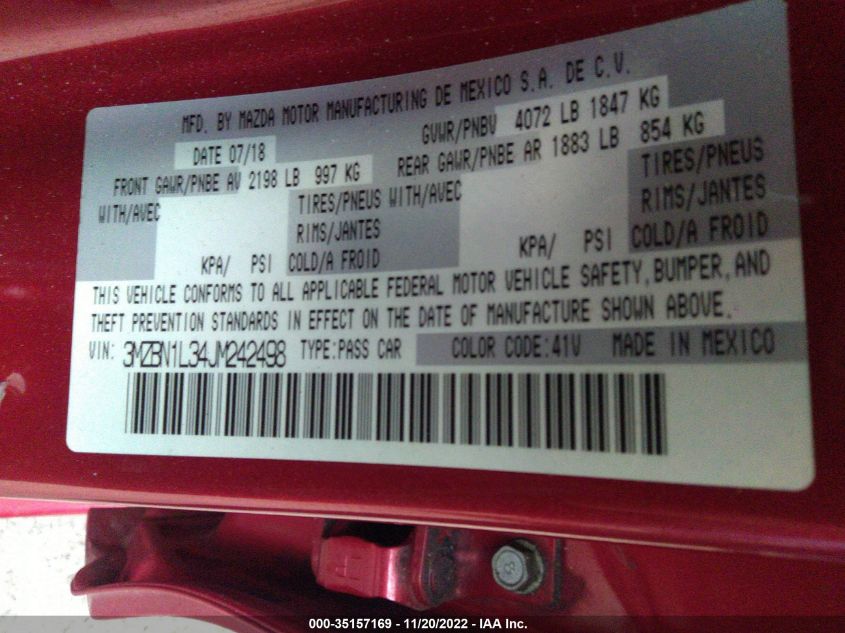 MFD. BY MAZDA MOTOR MANUFACTURING DE MEXICO S.A. DE C.V.
DATE 07/18 GVWR/PNBV 4072 LB 1847 KG
FRONT GAWR/PNBE AV 2198 LB 997 KG REAR GAWR/PNBE AR 1883 LB 854 KG
WITH/AVEC TIRES/PNEUS WITH/AVEC TIRES/PNEUS
RIMS/JANTES RIMS/JANTES
KPA/ PSI COLD/A FROID KPA/ PSI COLD/A FROID
THIS VEHICLE CONFORMS TO ALL APPLICABLE FEDERAL MOTOR VEHICLE SAFETY, BUMPER, AND
THEFT PREVENTION STANDARDS IN EFFECT ON THE DATE OF MANUFACTURE SHOWN ABOVE.
VIN: 3MZBN1L34JM242498 TYPE:PASS CAR COLOR CODE:41V MADE IN MEXICO
000-35157169 - 11/20/2022 - IAA Inc.